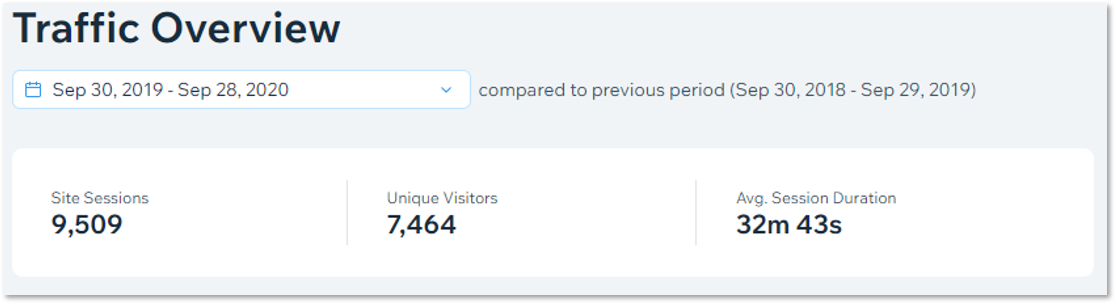 Traffic Overview
Sep 30, 2019 - Sep 28, 2020 compared to previous period (Sep 30, 2018 - Sep 29, 2019)
Site Sessions
9,509
Unique Visitors
7,464
Avg. Session Duration
32m 43s